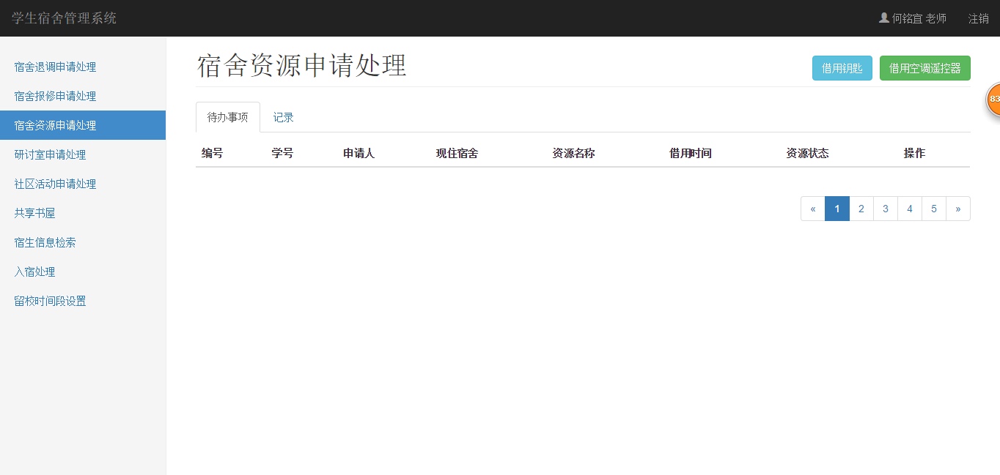 学生宿舍管理系统
何铭宜 老师 注销
宿舍退调申请处理
宿舍报修申请处理
宿舍资源申请处理
研讨室申请处理
社区活动申请处理
共享书屋
宿生信息检索
入宿处理
留校时间段设置
宿舍资源申请处理
借用钥匙 借用空调遥控器
待办事项 记录
编号 学号 申请人 现住宿舍 资源名称 借用时间 资源状态 操作
« 1 2 3 4 5 »
83